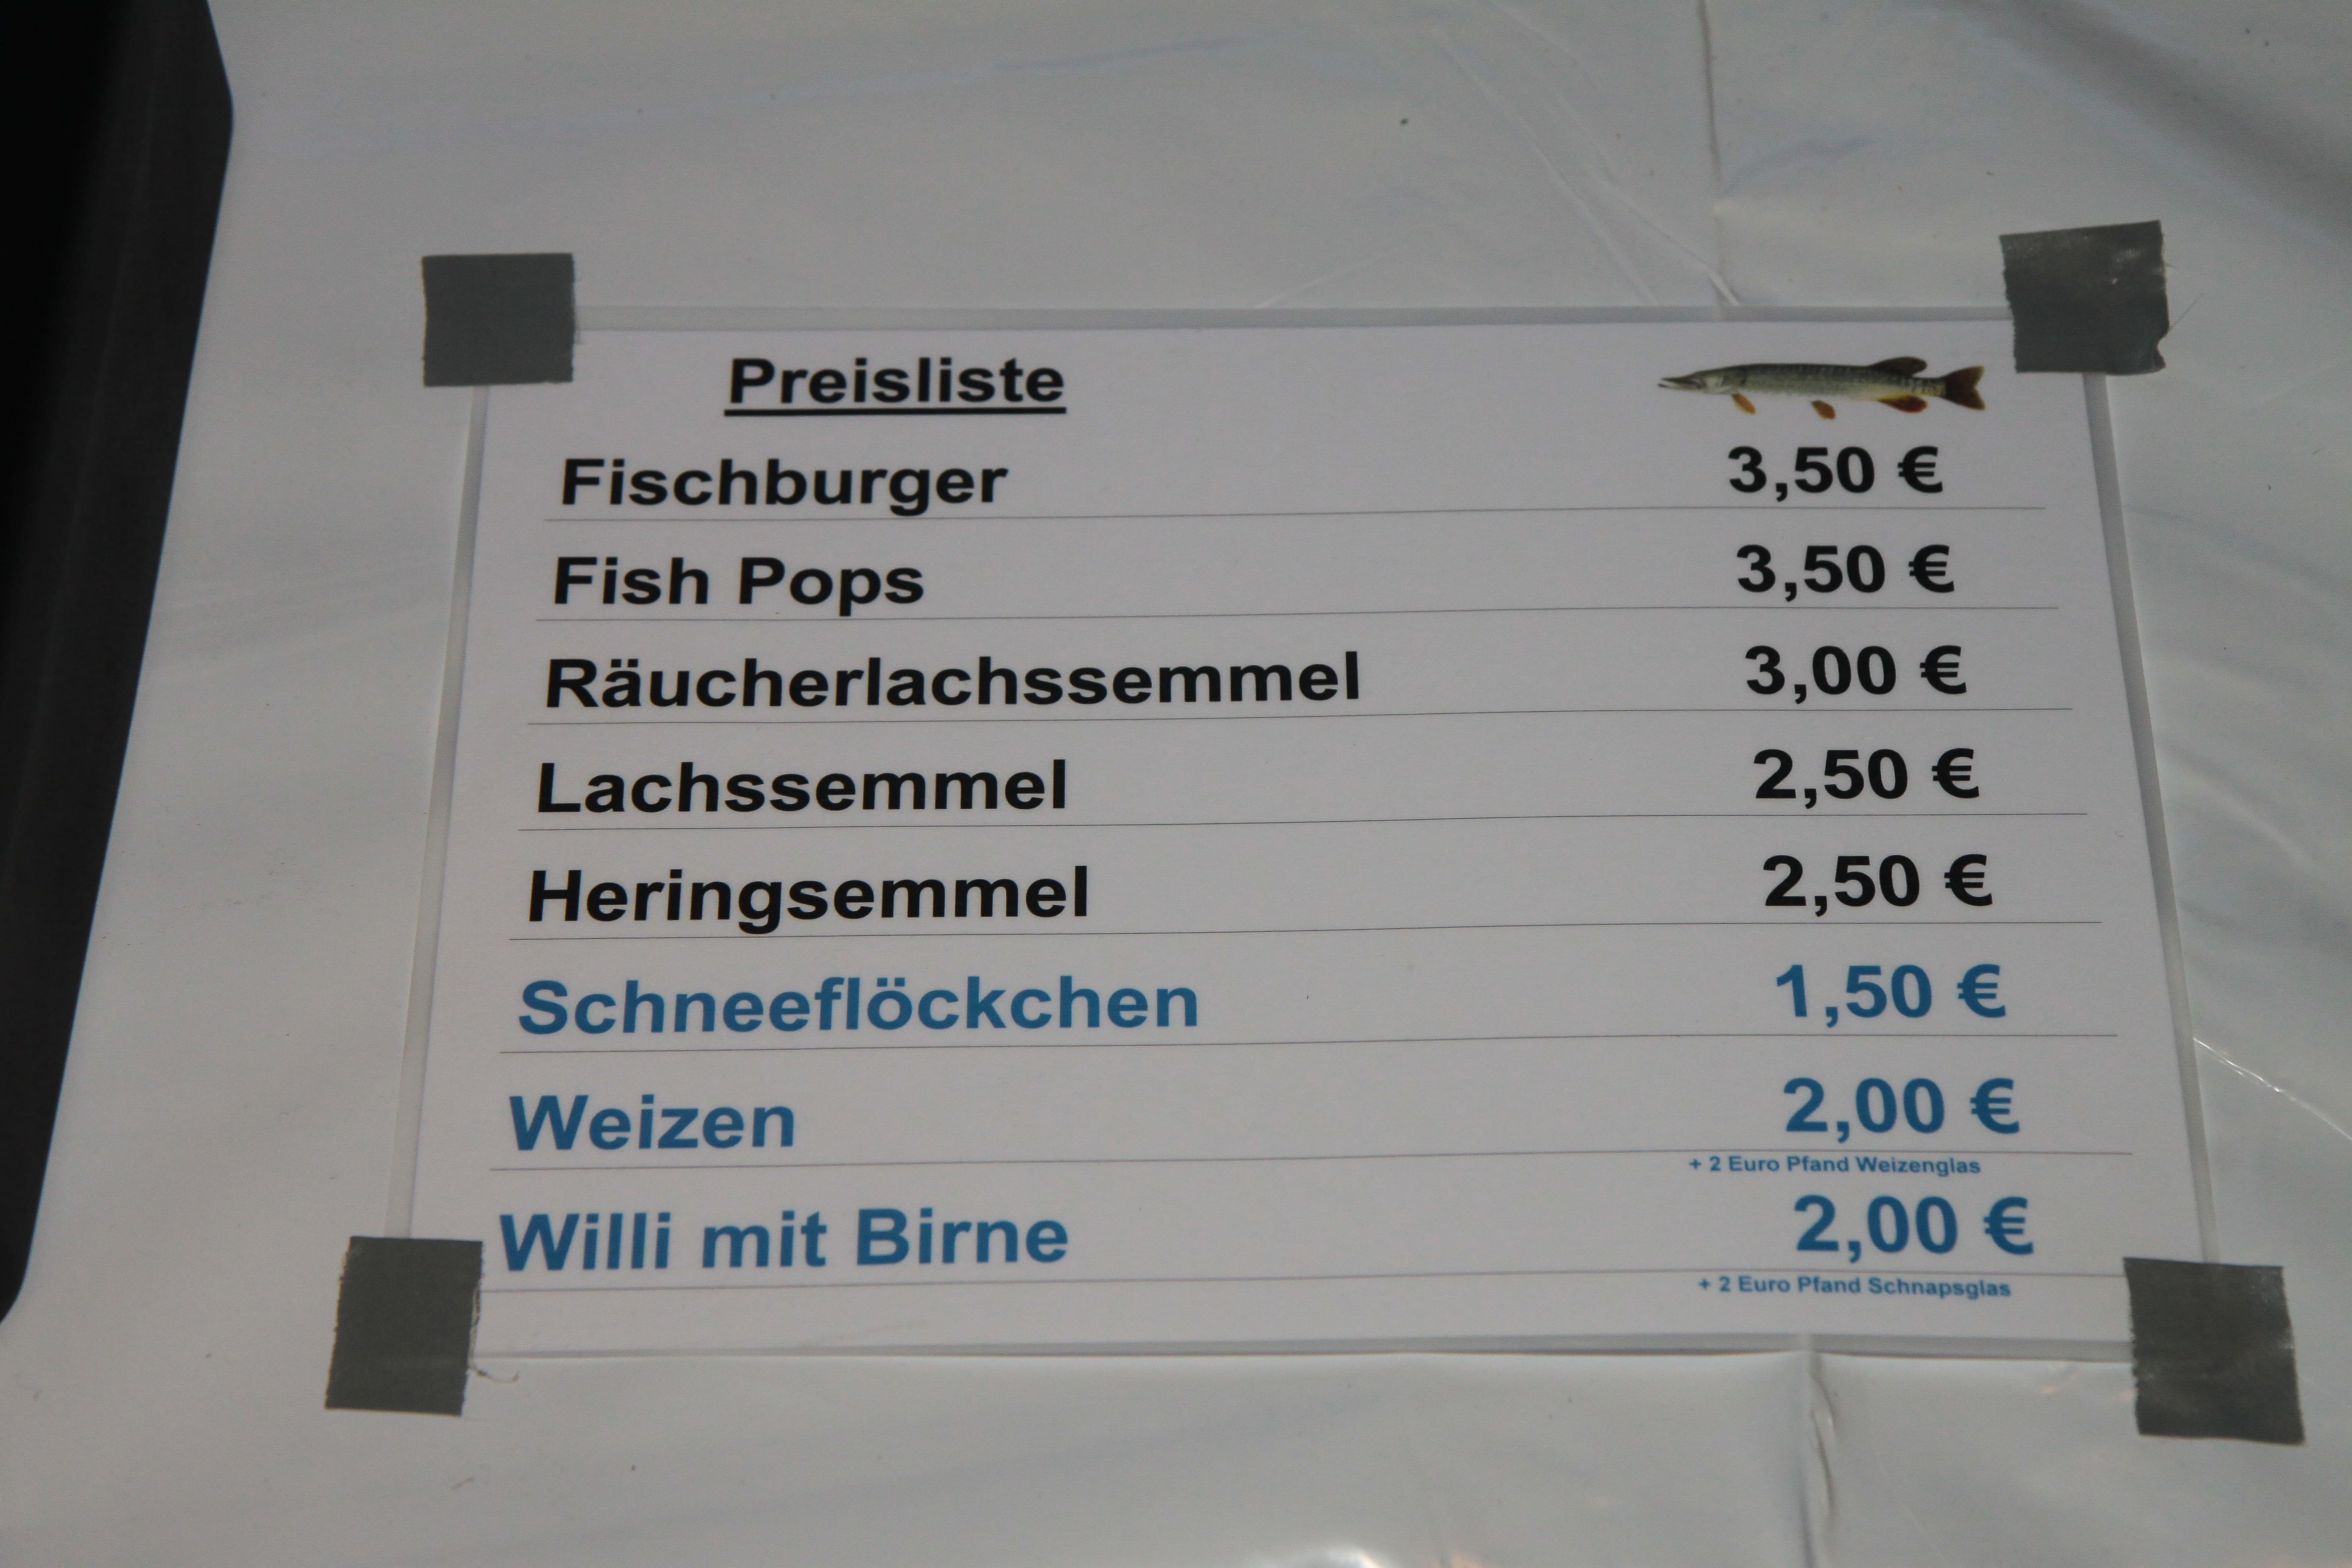 Preisliste
Fischburger 3,50 €
Fish Pops 3,50 €
Räucherlachssemmel 3,00 €
Lachssemmel 2,50 €
Heringsemmel 2,50 €
Schneeflöckchen 1,50 €
Weizen 2,00 €
+ 2 Euro Pfand Weizenglas
Willi mit Birne 2,00 €
+ 2 Euro Pfand Schnapsglas